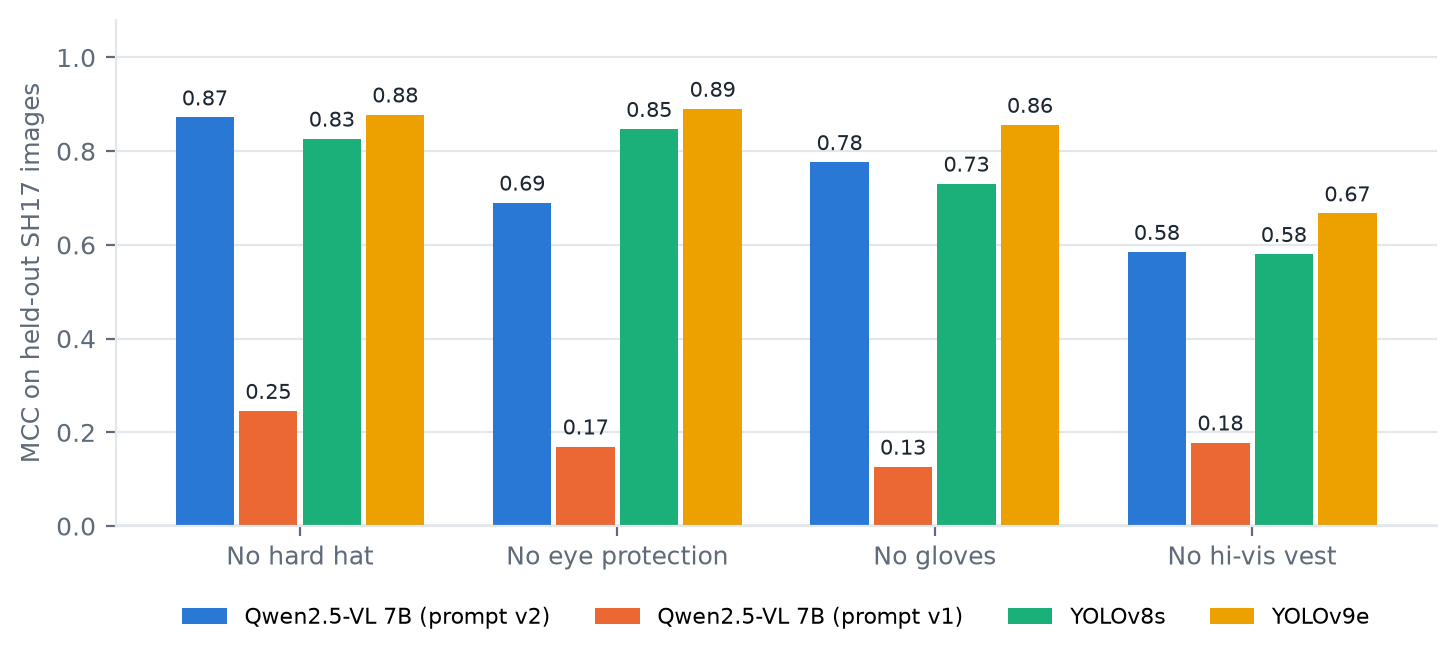 MCC on held-out SH17 images
1.0
0.8
0.6
0.4
0.2
0.0
0.87
0.25
0.83
0.88
0.69
0.17
0.85
0.89
0.78
0.13
0.73
0.86
0.58
0.18
0.58
0.67
No hard hat
No eye protection
No gloves
No hi-vis vest
Qwen2.5-VL 7B (prompt v2)
Qwen2.5-VL 7B (prompt v1)
YOLOv8s
YOLOv9e